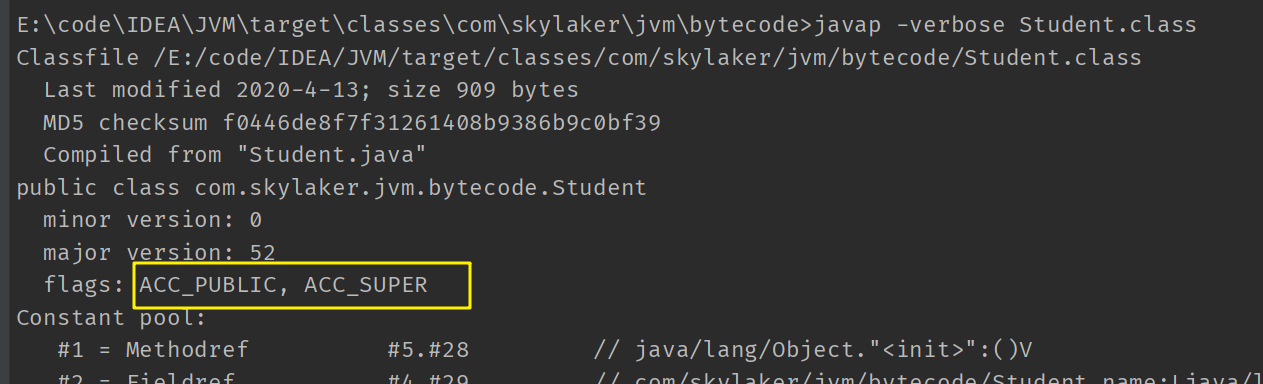 E:\code\IDEA\JVM\target\classes\com\skylaker\jvm\bytecode>javap -verbose Student.class
Classfile /E:/code/IDEA/JVM/target/classes/com/skylaker/jvm/bytecode/Student.class
Last modified 2020-4-13; size 909 bytes
MD5 checksum f0446de8f7f31261408b9386b9c0bf39
Compiled from "Student.java"
public class com.skylaker.jvm.bytecode.Student
minor version: 0
major version: 52
flags: ACC_PUBLIC, ACC_SUPER
Constant pool:
#1 = Methodref #5.#28 // java/lang/Object."<init>":()V
#2 = Fieldref #4.#29 // com/skylaker/jvm/bytecode/Student.name:Ljava/l